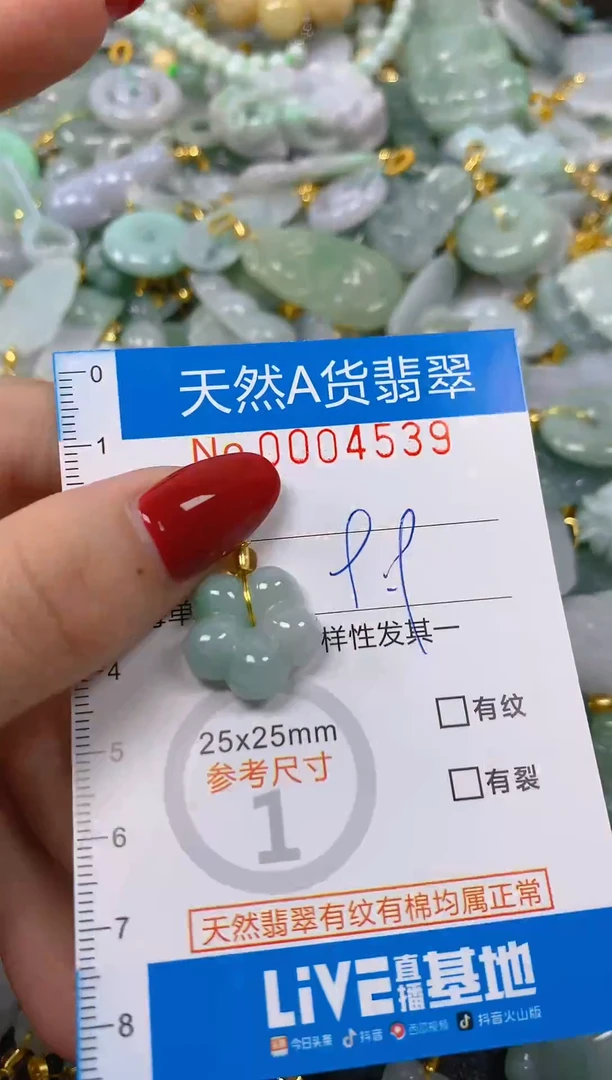 0
天然A货翡翠
1
No 0004539
单
样性发其一
4
有纹
25x25mm
5
参考尺寸
有裂
1
6
天然翡翠有纹有棉均属正常
7
LiVE直播基地
8
今日头条 抖音 西瓜视频 抖音火山版